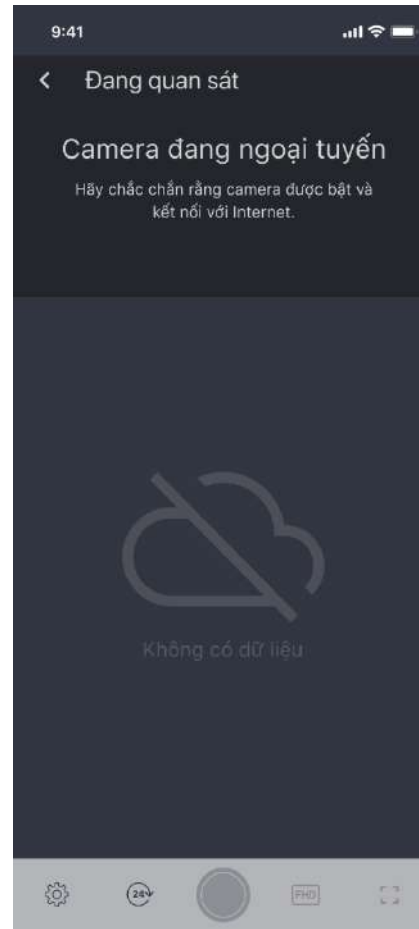 9:41
Đang quan sát
Camera đang ngoại tuyến
Hãy chắc chắn rằng camera được bật và
kết nối với Internet.
Không có dữ liệu
24
FHD